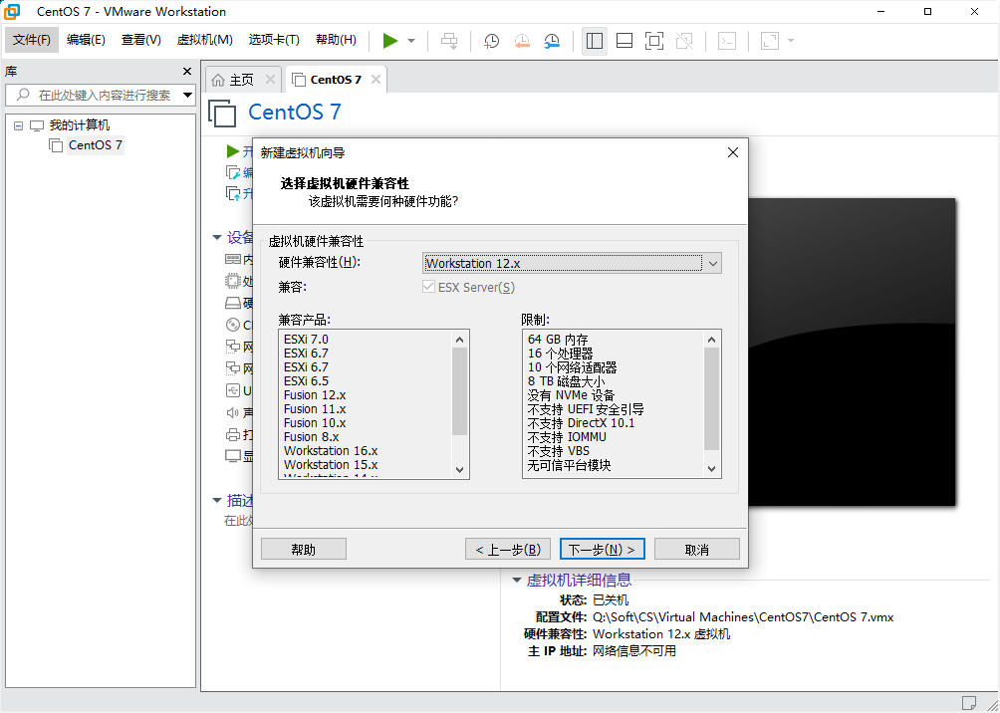 CentOS 7 - VMware Workstation
文件(F) 编辑(E) 查看(V) 虚拟机(M) 选项卡(T) 帮助(H)
库
在此处键入内容进行搜索
我的计算机
CentOS 7
主页
CentOS 7
CentOS 7
开
编
升
设备
内
处
硬
C
网
网
U
声
打
显
描述
在此处
新建虚拟机向导
选择虚拟机硬件兼容性
该虚拟机需要何种硬件功能?
虚拟机硬件兼容性
硬件兼容性(H):
Workstation 12.x
兼容:
ESX Server(S)
兼容产品:
ESXi 7.0
ESXi 6.7
ESXi 6.7
ESXi 6.5
Fusion 12.x
Fusion 11.x
Fusion 10.x
Fusion 8.x
Workstation 16.x
Workstation 15.x
Workstation 14.x
限制:
64 GB 内存
16 个处理器
10 个网络适配器
8 TB 磁盘大小
没有 NVMe 设备
不支持 UEFI 安全引导
不支持 DirectX 10.1
不支持 IOMMU
不支持 VBS
无可信平台模块
帮助
< 上一步(B)
下一步(N) >
取消
虚拟机详细信息
状态: 已关机
配置文件: Q:\Soft\CS\Virtual Machines\CentOS7\CentOS 7.vmx
硬件兼容性: Workstation 12.x 虚拟机
主 IP 地址: 网络信息不可用